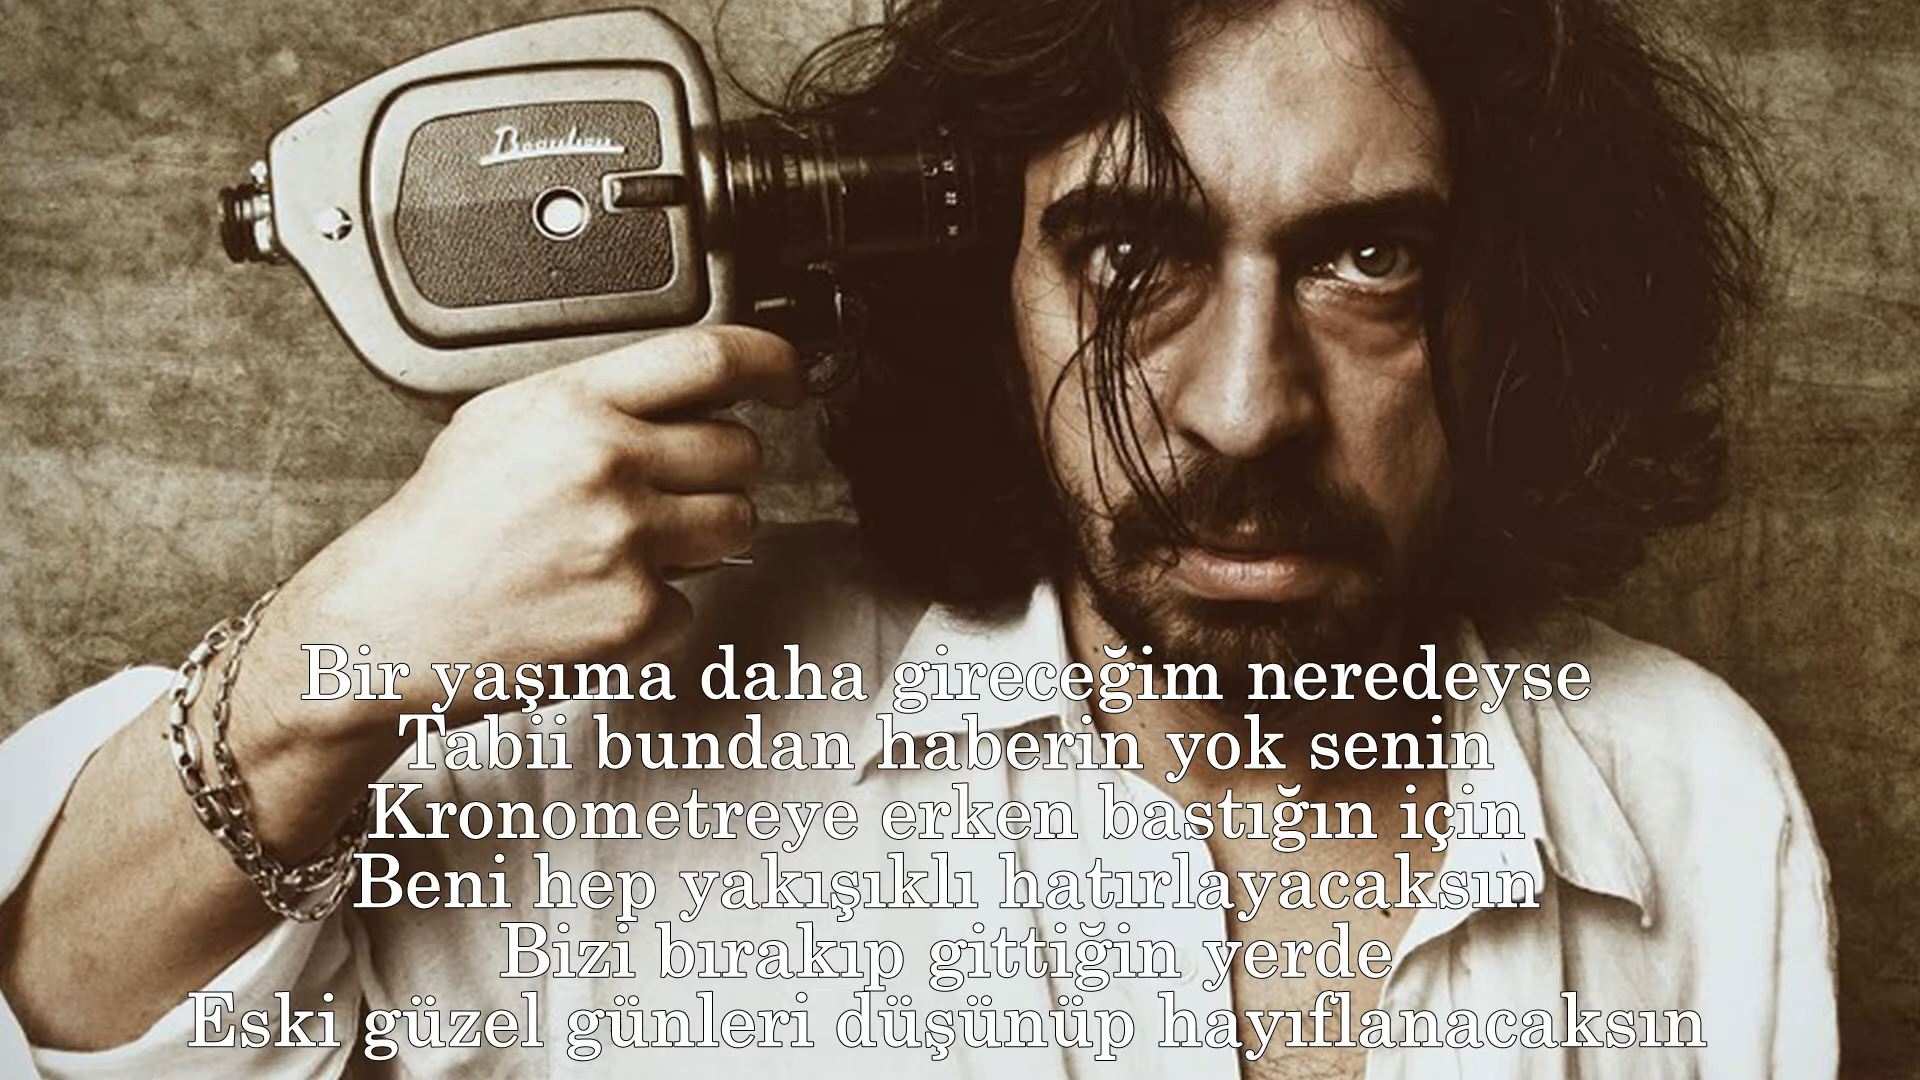 Beaulieu
Bir yaşıma daha gireceğim neredeyse
Tabii bundan haberin yok senin
Kronometreye erken bastığın için
Beni hep yakışıklı hatırlayacaksın
Bizi bırakıp gittiğin yerde
Eski güzel günleri düşünüp hayıflanacaksın